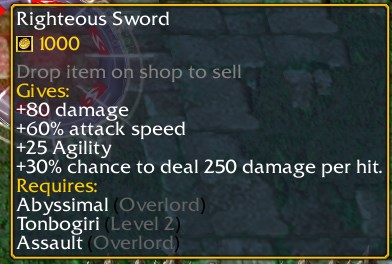 Righteous Sword
1000
Drop item on shop to sell
Gives:
+80 damage
+60% attack speed
+25 Agility
+30% chance to deal 250 damage per hit.
Requires:
Abyssimal (Overlord)
Tonbogiri (Level 2)
Assault (Overlord)